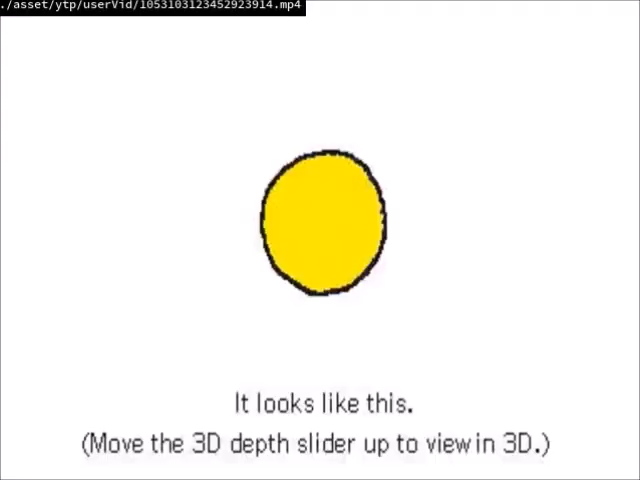 ./asset/ytp/userVid/1053103123452923914.mp4
It looks like this.
(Move the 3D depth slider up to view in 3D.)